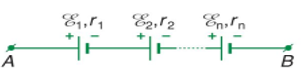 ℰ₁, r₁ ℰ₂, r₂ ℰₙ, rₙ
+ − + − + −
A B